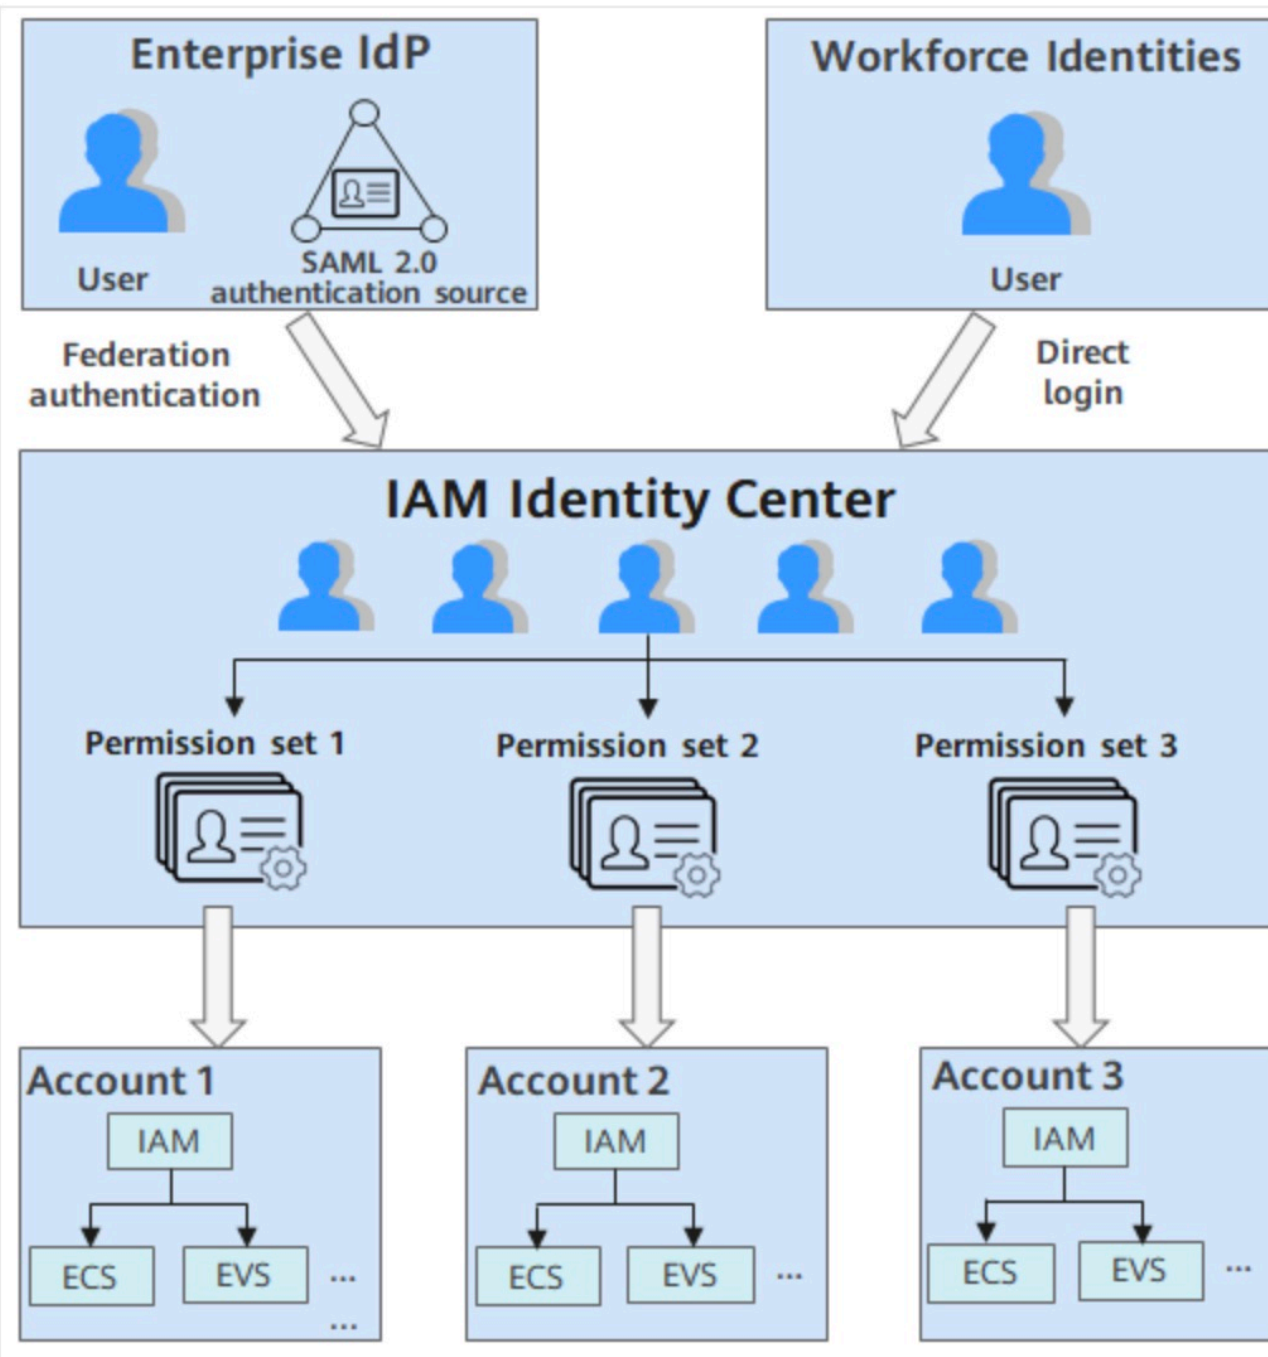 Enterprise IdP
User
SAML 2.0
authentication source
Workforce Identities
User
Federation
authentication
Direct
login
IAM Identity Center
Permission set 1
Permission set 2
Permission set 3
Account 1
IAM
ECS
EVS
...
...
Account 2
IAM
ECS
EVS
...
Account 3
IAM
ECS
EVS
...